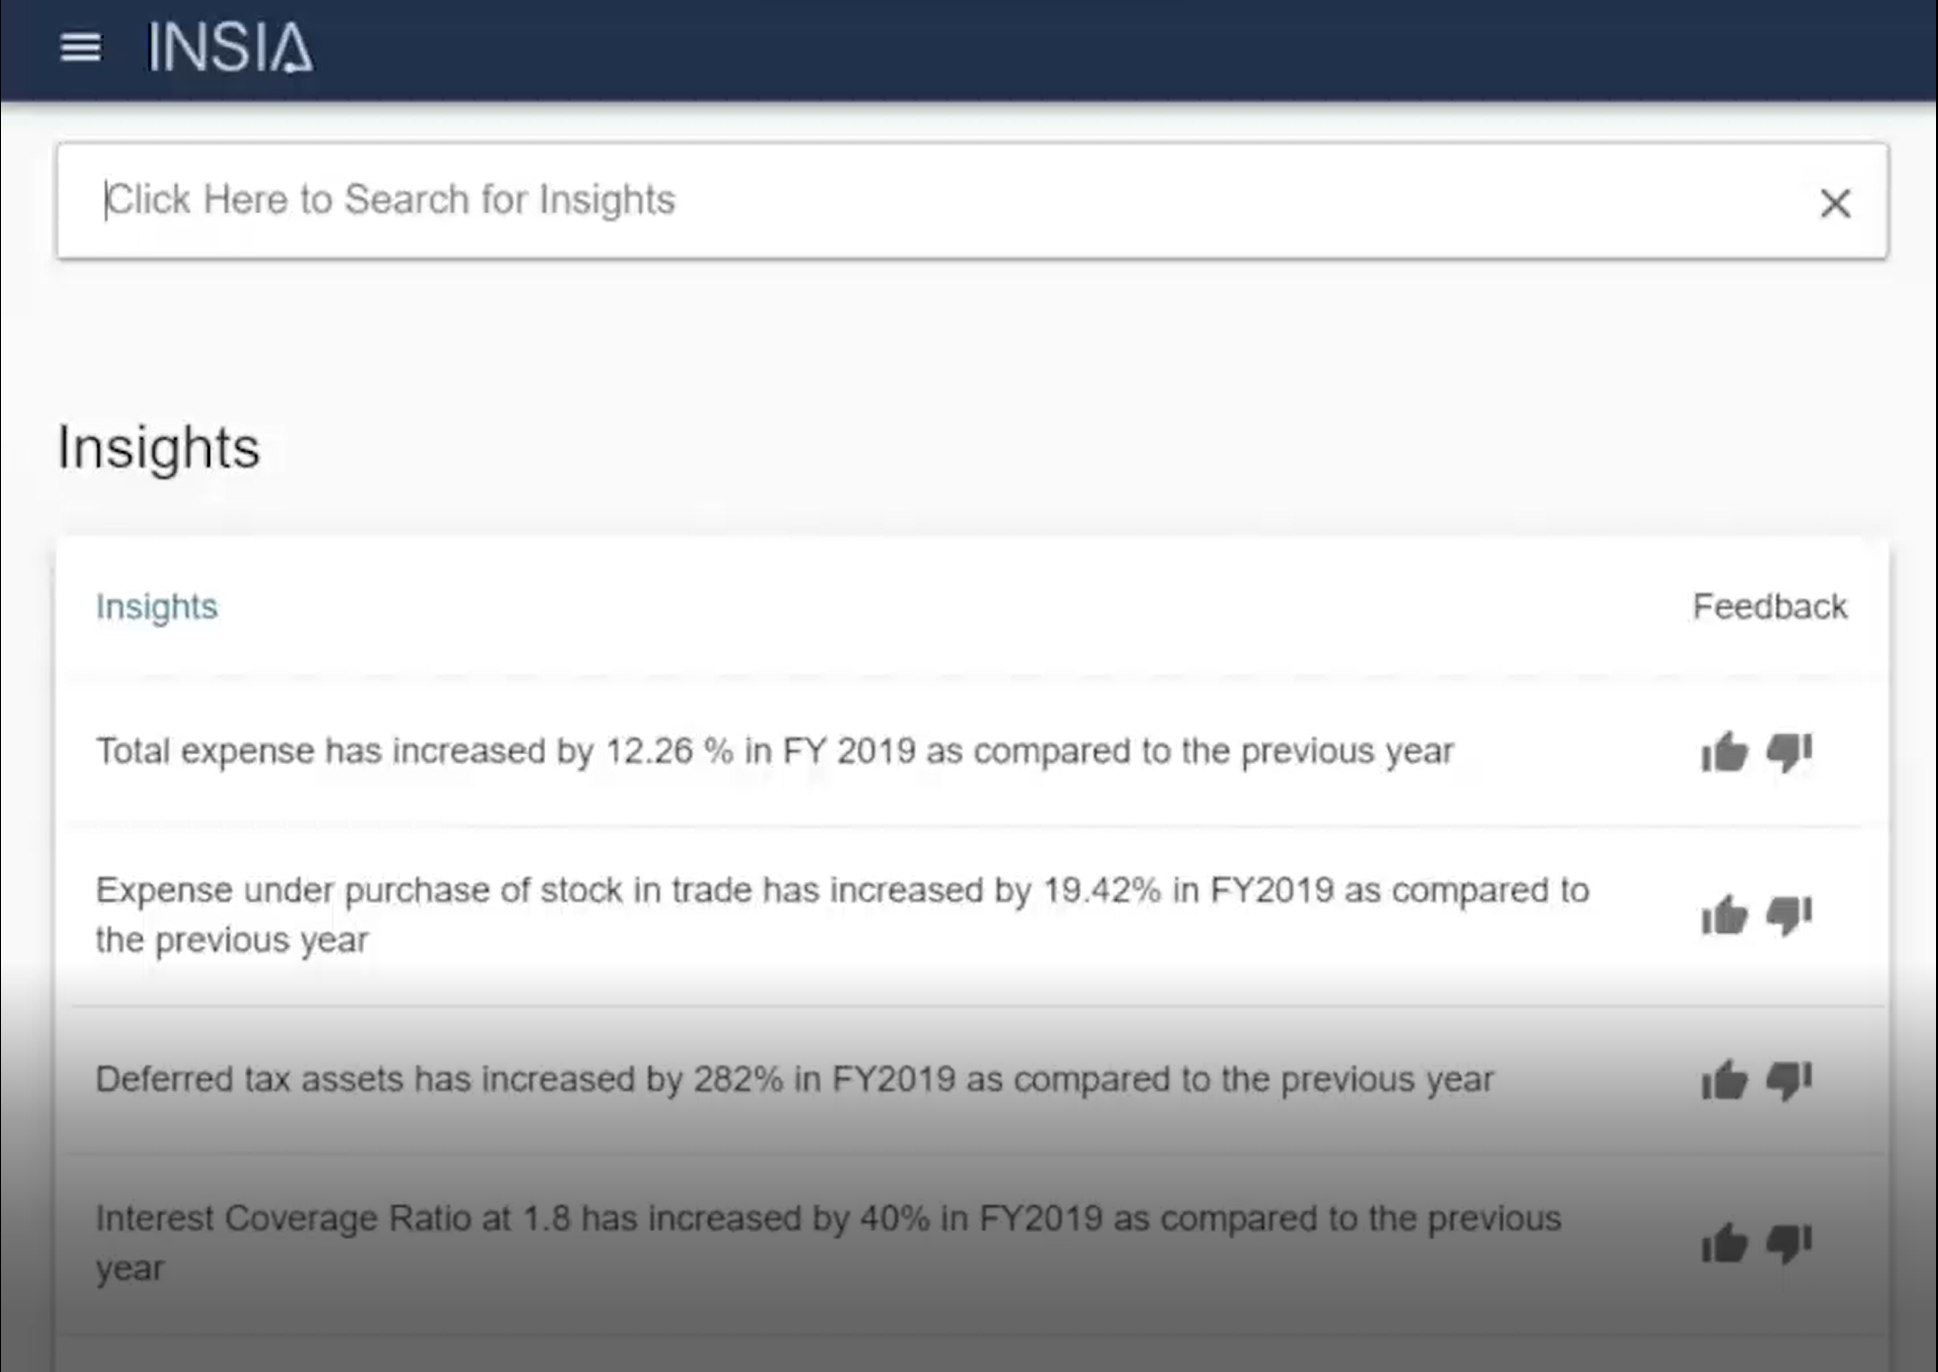 INSIA
Click Here to Search for Insights
Insights
Insights
Feedback
Total expense has increased by 12.26 % in FY 2019 as compared to the previous year
Expense under purchase of stock in trade has increased by 19.42% in FY2019 as compared to
the previous year
Deferred tax assets has increased by 282% in FY2019 as compared to the previous year
Interest Coverage Ratio at 1.8 has increased by 40% in FY2019 as compared to the previous
year